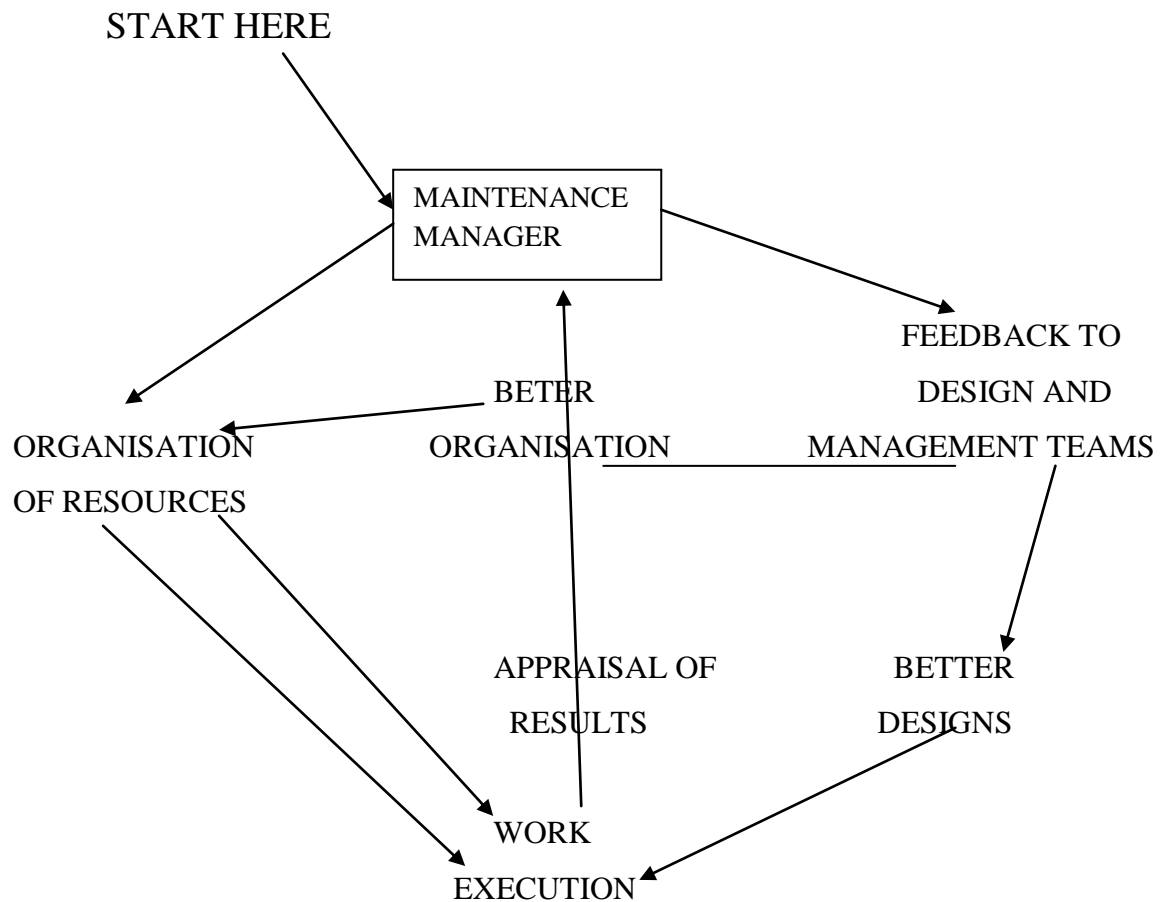 START HERE
MAINTENANCE
MANAGER
FEEDBACK TO
DESIGN AND
MANAGEMENT TEAMS
BETER
ORGANISATION
ORGANISATION
OF RESOURCES
APPRAISAL OF
RESULTS
BETTER
DESIGNS
WORK
EXECUTION